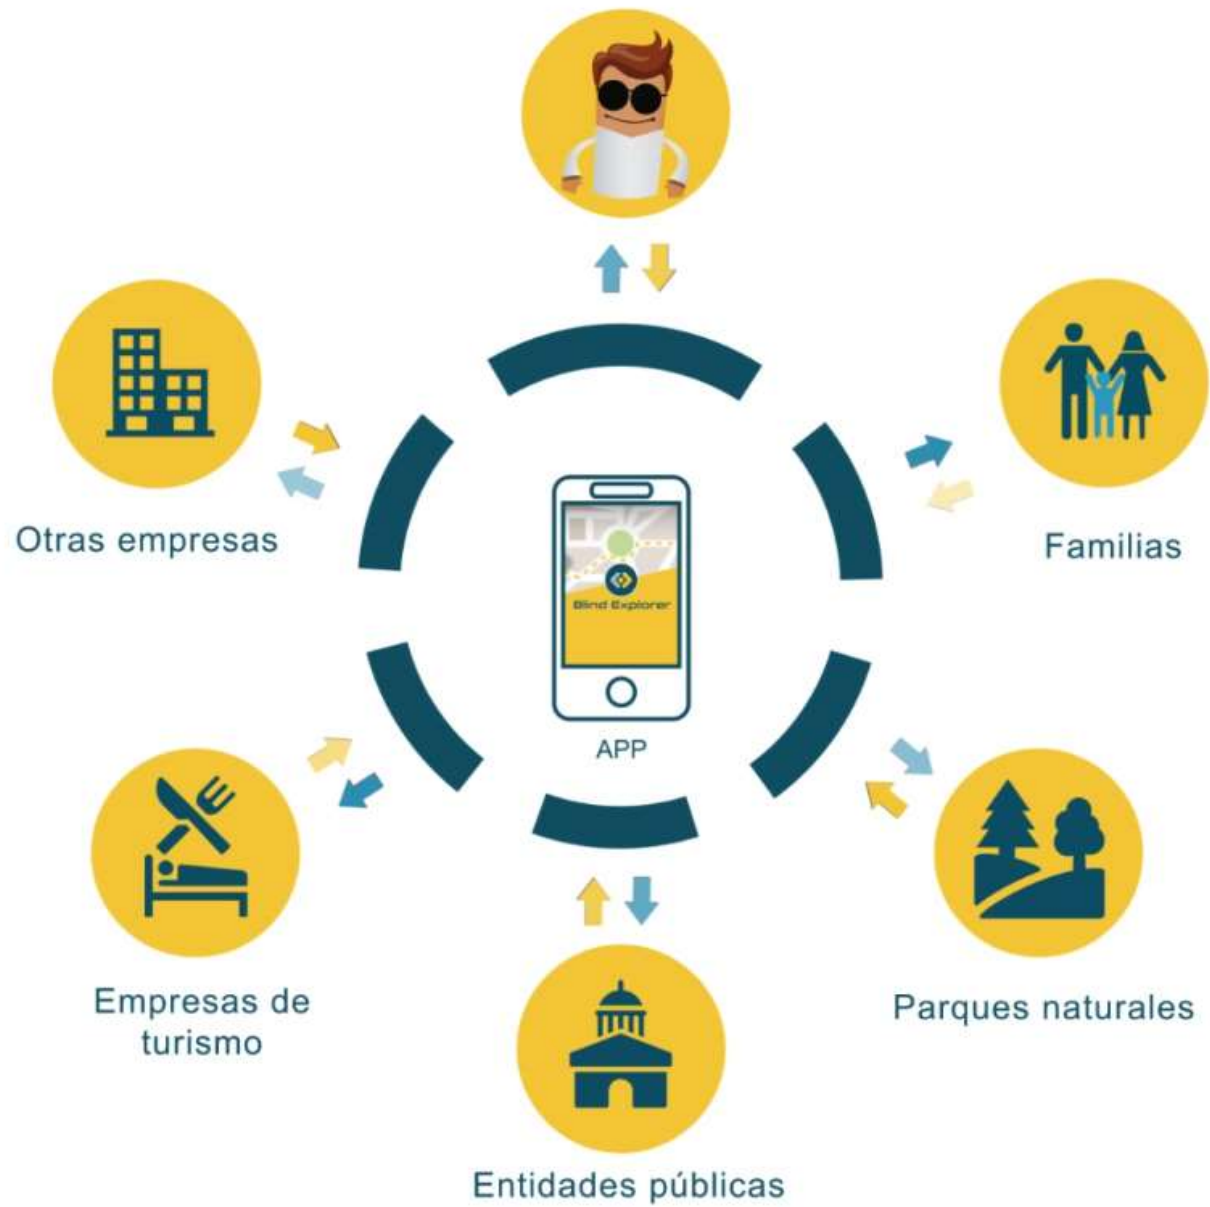 Otras empresas
Familias
Blind Explorer
APP
Empresas de
turismo
Parques naturales
Entidades públicas